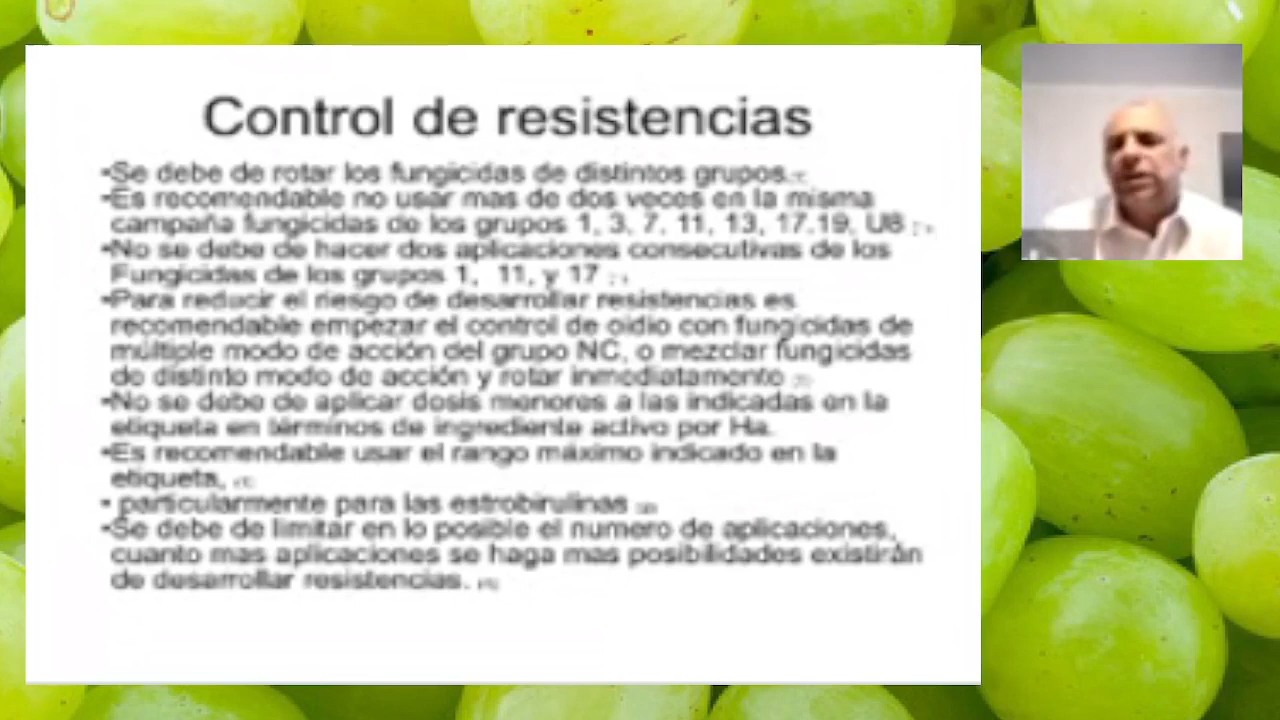 Control de resistencias
•Se debe de rotar los fungicidas de distintos grupos.
•Es recomendable no usar mas de dos veces en la misma
campaña fungicidas de los grupos 1, 3, 7, 11, 13, 17,19, U8
•No se debe de hacer dos aplicaciones consecutivas de los
Fungicidas de los grupos 1, 11, y 17
•Para reducir el riesgo de desarrollar resistencias es
recomendable empezar el control de oidio con fungicidas de
múltiple modo de acción del grupo NC, o mezclar fungicidas
de distinto modo de acción y rotar inmediatamente
•No se debe de aplicar dosis menores a las indicadas en la
etiqueta en términos de ingrediente activo por Ha.
•Es recomendable usar el rango máximo indicado en la
etiqueta,
• particularmente para las estrobirulinas
•Se debe de limitar en lo posible el numero de aplicaciones,
cuanto mas aplicaciones se haga mas posibilidades existirán
de desarrollar resistencias.